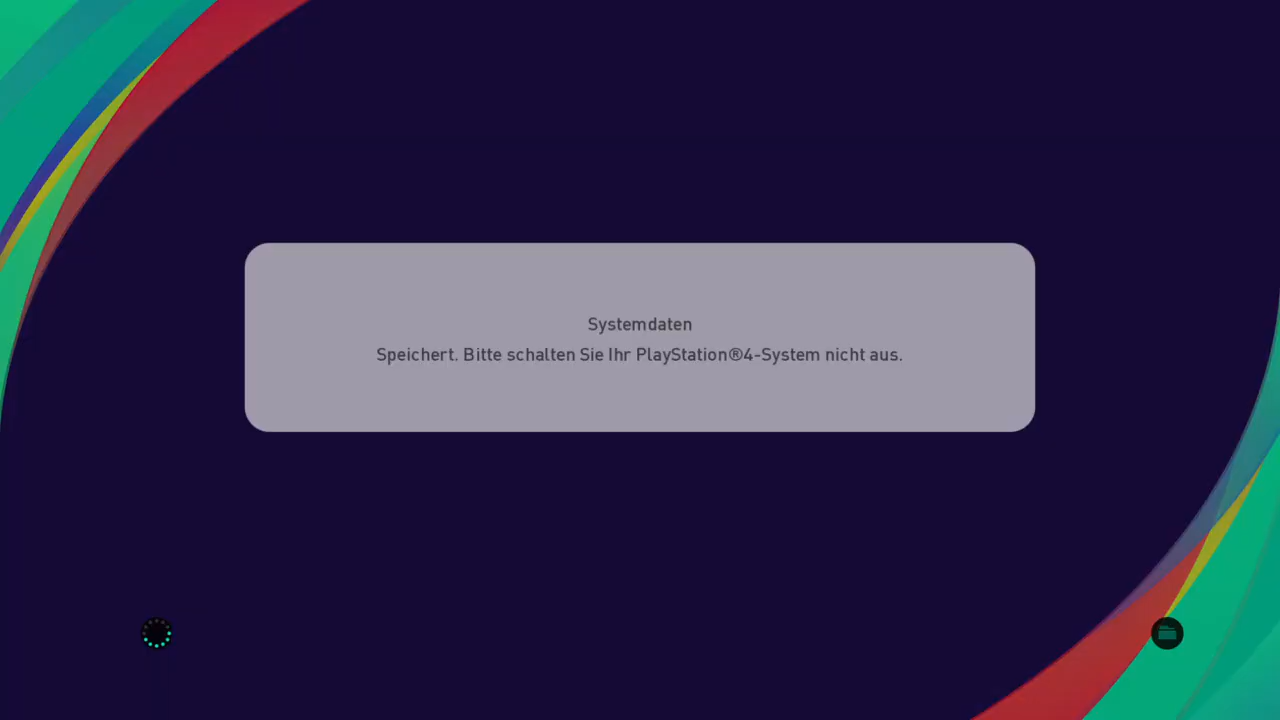 Systemdaten
Speichert. Bitte schalten Sie Ihr PlayStation®4-System nicht aus.